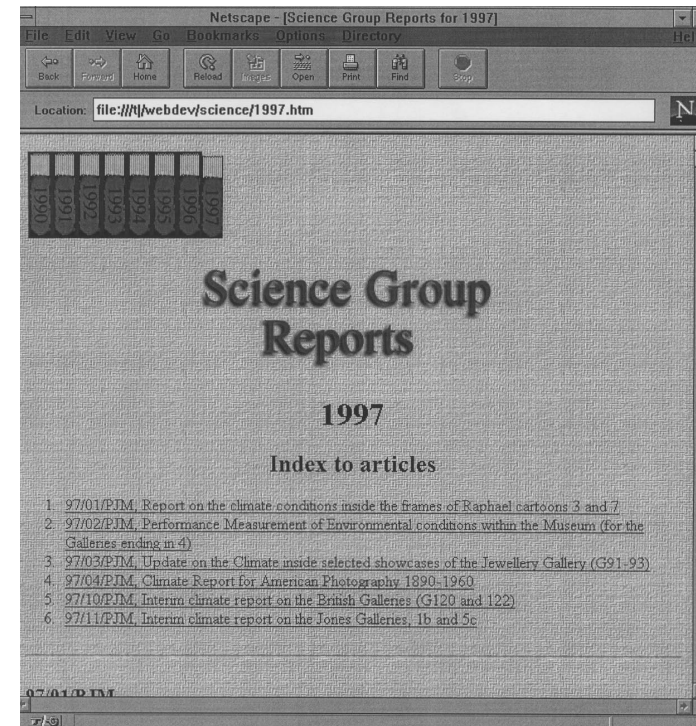 Netscape - [Science Group Reports for 1997]
File Edit View Go Bookmarks Options Directory Hel
Back Forward Home Reload Images Open Print Find Stop
Location: file:///t|/webdev/science/1997.htm N
1990 1991 1992 1993 1994 1995 1996 1997
Science Group
Reports
1997
Index to articles
1. 97/01/PJM, Report on the climate conditions inside the frames of Raphael cartoons 3 and 7
2. 97/02/PJM, Performance Measurement of Environmental conditions within the Museum (for the
Galleries ending in 4)
3. 97/03/PJM, Update on the Climate inside selected showcases of the Jewellery Gallery (G91-93)
4. 97/04/PJM, Climate Report for American Photography 1890-1960
5. 97/10/PJM, Interim climate report on the British Galleries (G120 and 122)
6. 97/11/PJM, Interim climate report on the Jones Galleries, 1b and 5c
97/01/PJM